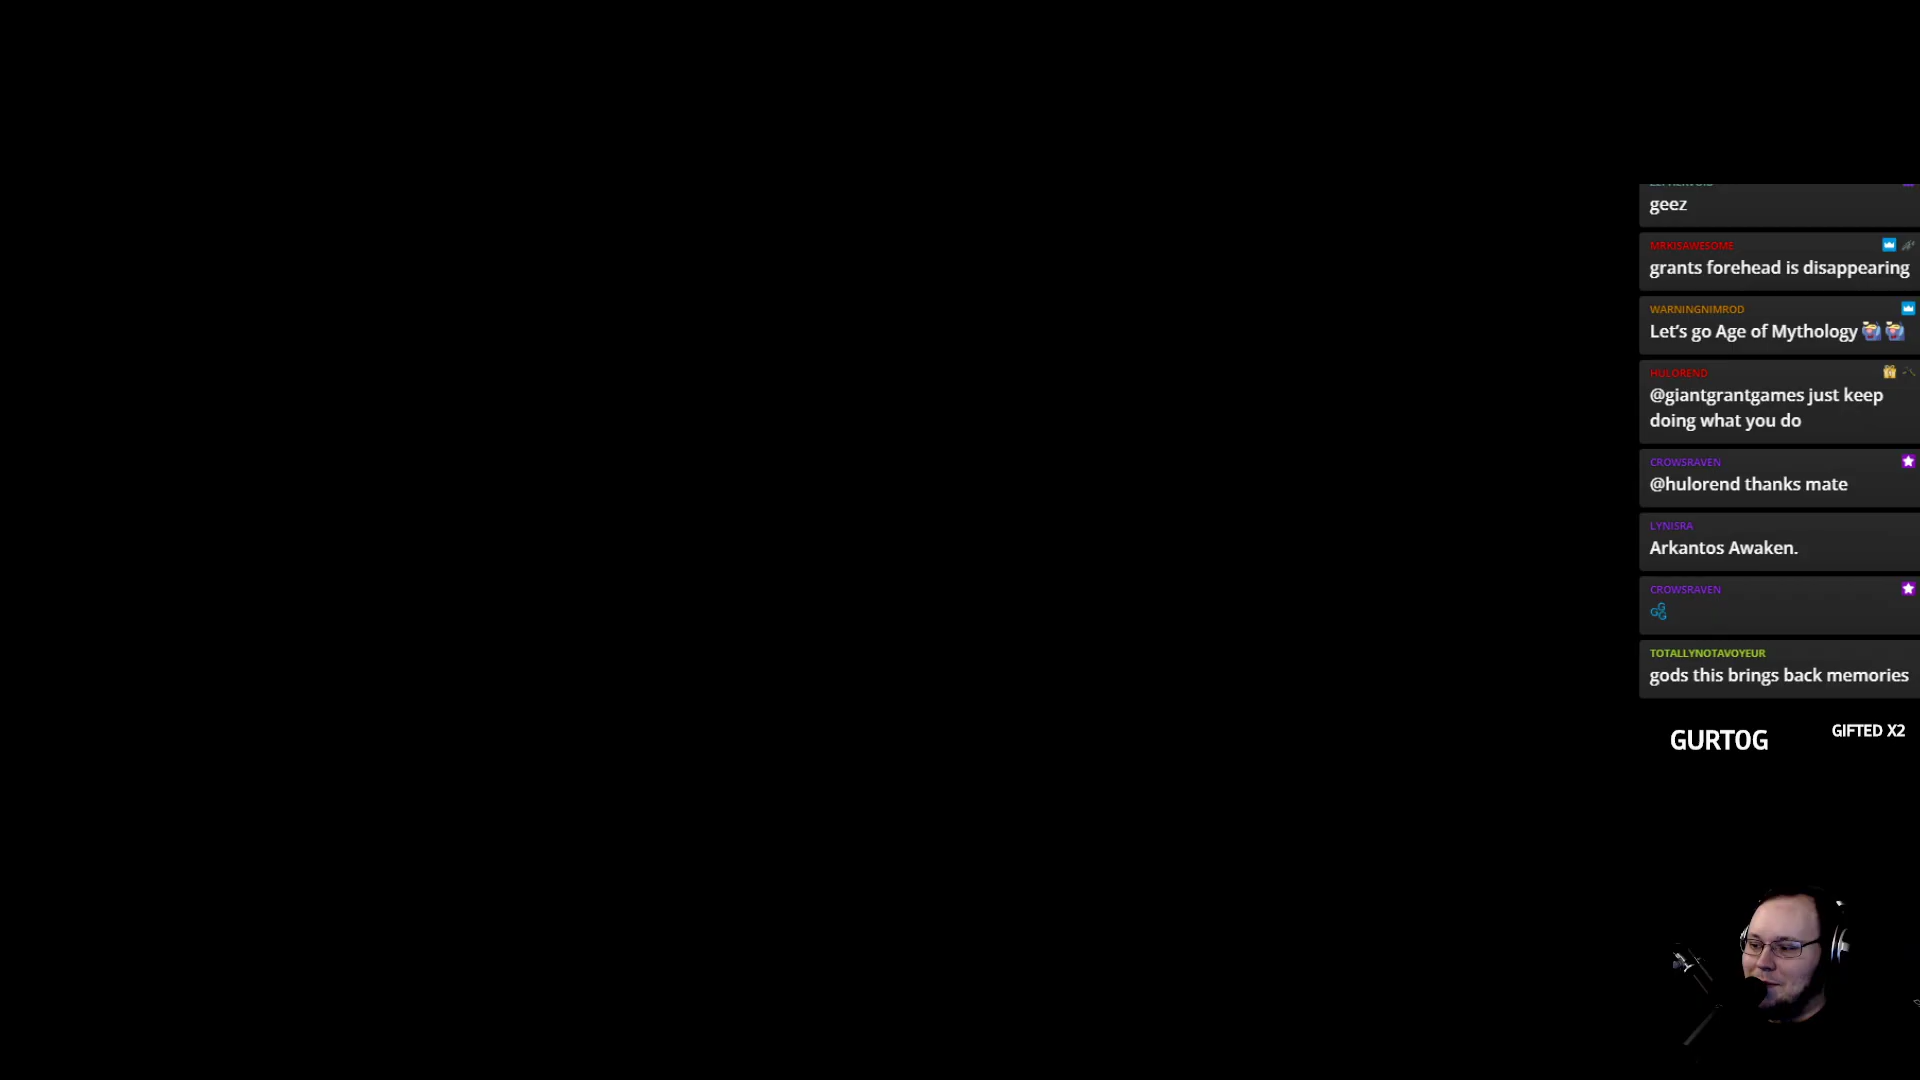 geez
MRKISAWESOME
grants forehead is disappearing
WARNINGNIMROD
Let's go Age of Mythology
HULOREND
@giantgrantgames just keep
doing what you do
CROWSRAVEN
@hulorend thanks mate
LYNISRA
Arkantos Awaken.
CROWSRAVEN
GGG
TOTALLYNOTAVOYEUR
gods this brings back memories
GURTOG
GIFTED X2